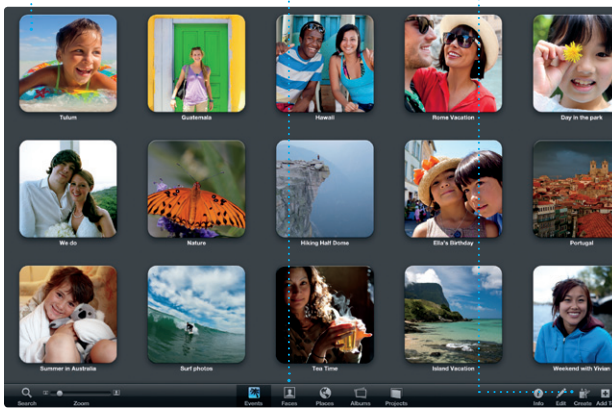 Tulum
Guatemala
Hawaii
Rome Vacation
Day in the park
We do
Nature
Hiking Half Dome
Ella's Birthday
Portugal
Summer in Australia
Surf photos
Tea Time
Island Vacation
Weekend with Vivian
Search
Zoom
Events
Faces
Places
Albums
Projects
Info
Edit
Create
Add T